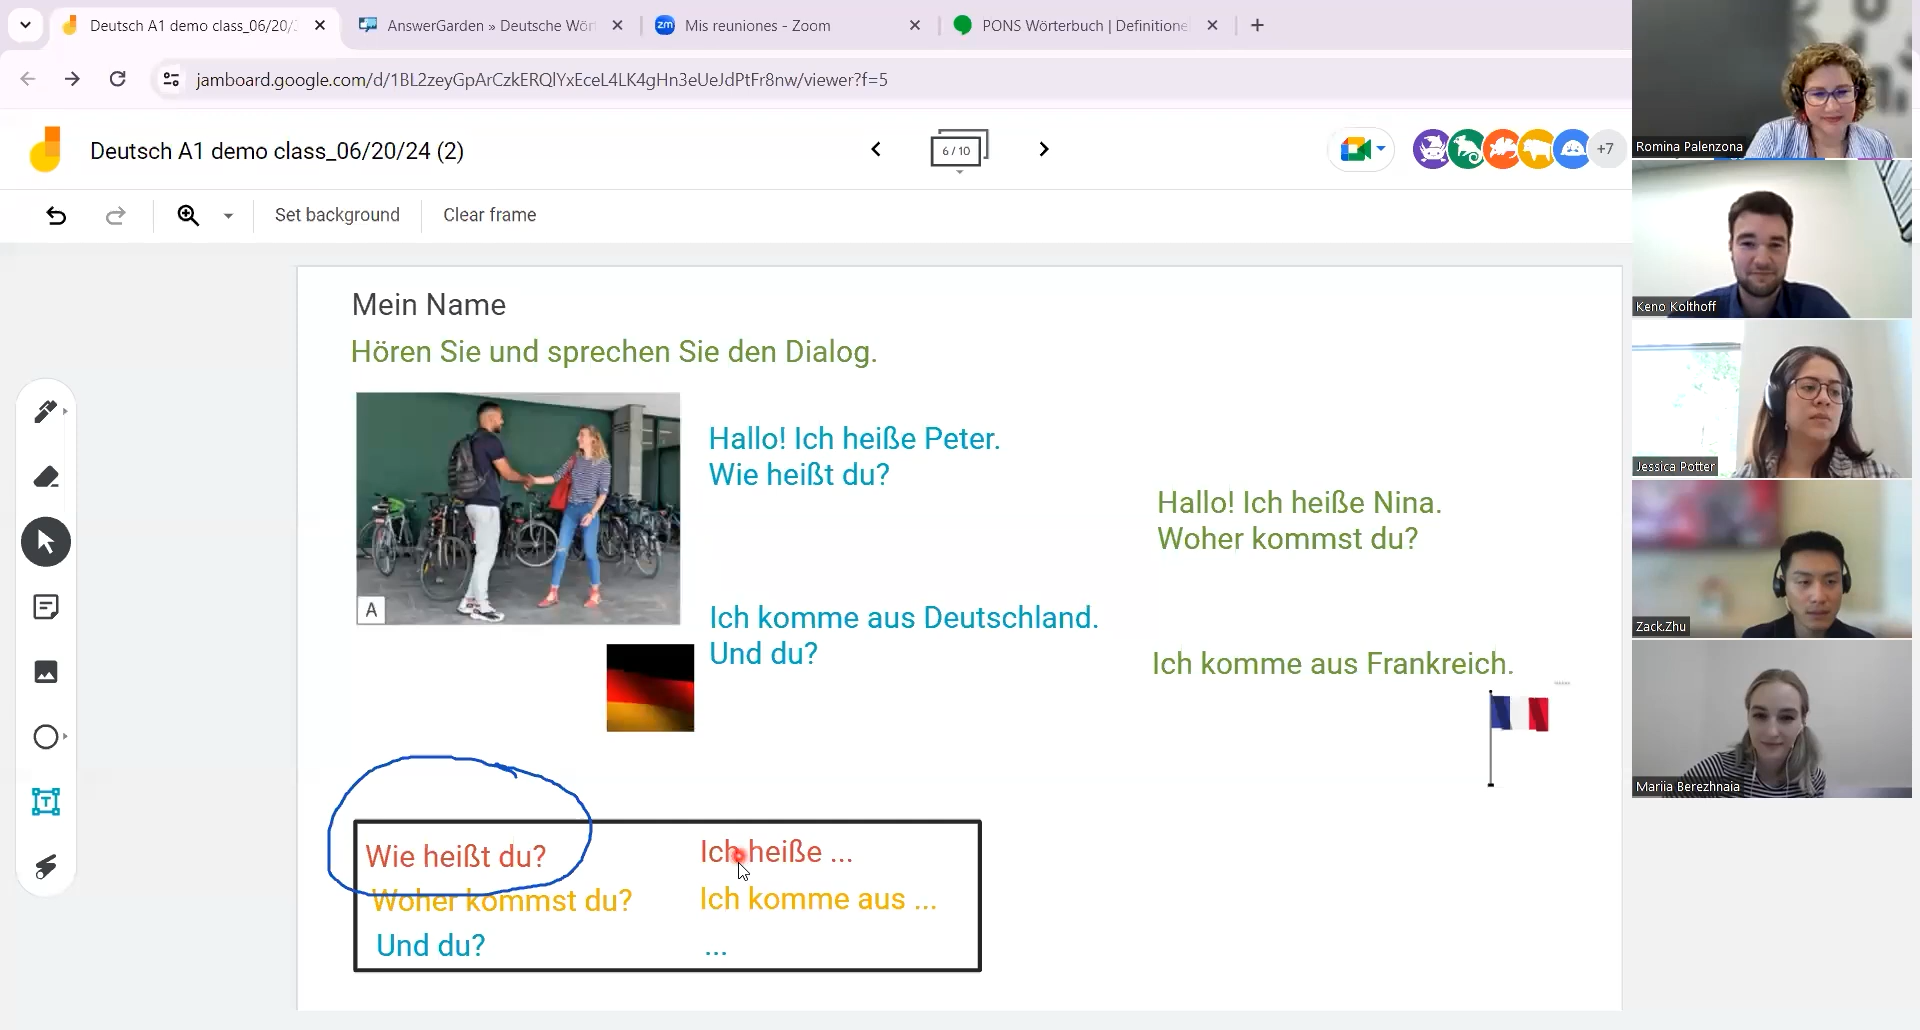 Deutsch A1 demo class_06/20/
AnswerGarden » Deutsche Wör
zm
Mis reuniones - Zoom
PONS Wörterbuch | Definitione
jamboard.google.com/d/1BL2zeyGpArCzkERQlYxEceL4LK4gHn3eUeJdPtFr8nw/viewer?f=5
Deutsch A1 demo class_06/20/24 (2)
6 / 10
+7
Set background
Clear frame
Mein Name
Hören Sie und sprechen Sie den Dialog.
A
Hallo! Ich heiße Peter.
Wie heißt du?
Hallo! Ich heiße Nina.
Woher kommst du?
Ich komme aus Deutschland.
Und du?
Ich komme aus Frankreich.
Wie heißt du?
Ich heiße ...
Woher kommst du?
Ich komme aus ...
Und du?
...
Romina Palenzona
Keno Kolthoff
Jessica Potter
Zack.Zhu
Mariia Berezhnaia